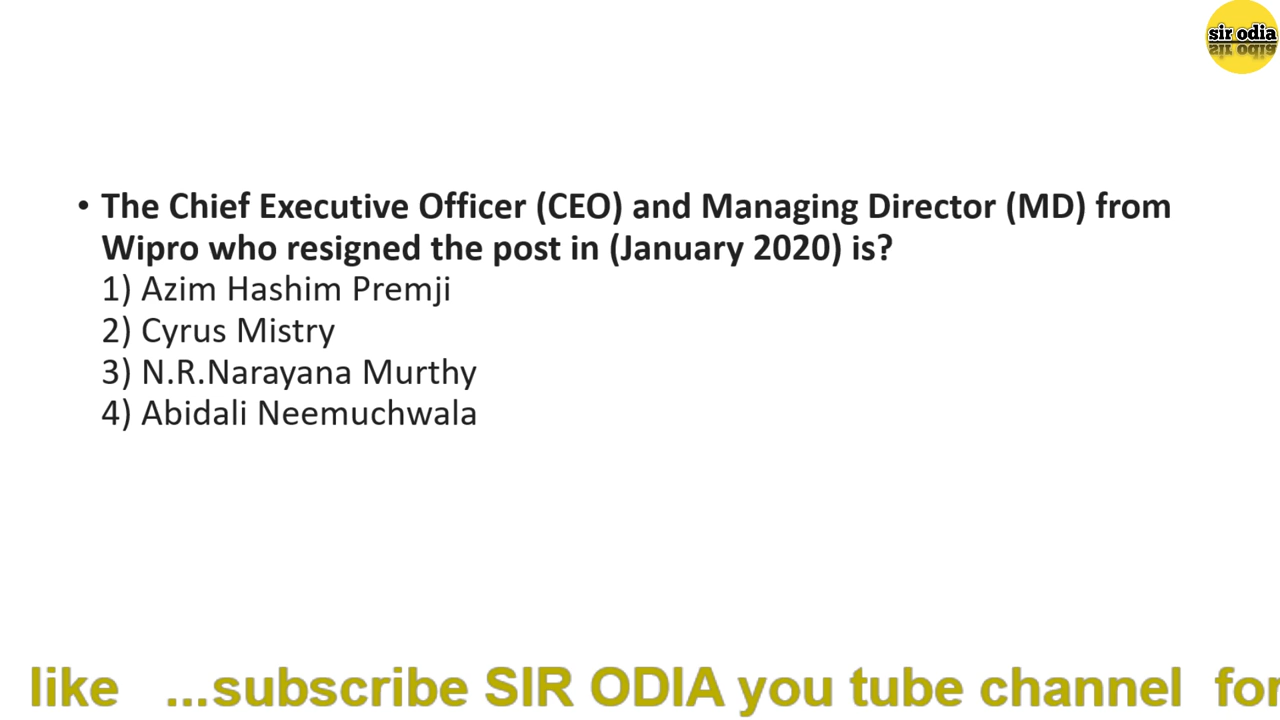 sir odia
• The Chief Executive Officer (CEO) and Managing Director (MD) from
Wipro who resigned the post in (January 2020) is?
1) Azim Hashim Premji
2) Cyrus Mistry
3) N.R.Narayana Murthy
4) Abidali Neemuchwala
like ...subscribe SIR ODIA you tube channel for